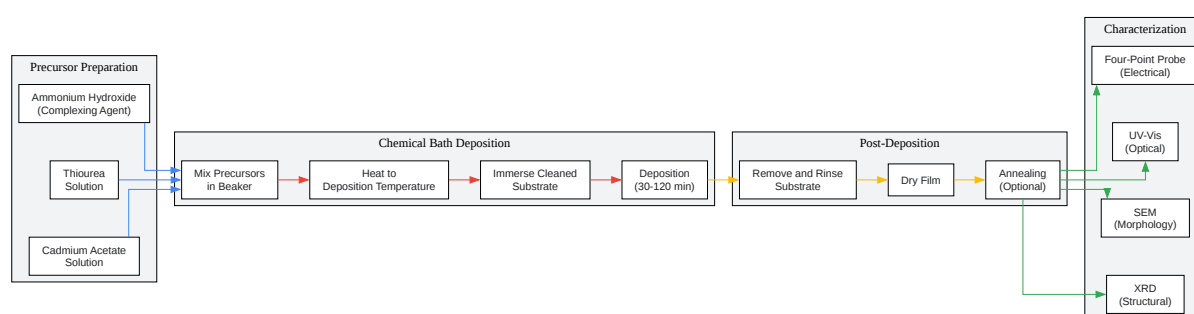 Precursor Preparation
Ammonium Hydroxide
(Complexing Agent)
Thiourea
Solution
Cadmium Acetate
Solution
Chemical Bath Deposition
Mix Precursors
in Beaker
Heat to
Deposition Temperature
Immerse Cleaned
Substrate
Deposition
(30-120 min)
Post-Deposition
Remove and Rinse
Substrate
Dry Film
Annealing
(Optional)
Characterization
Four-Point Probe
(Electrical)
UV-Vis
(Optical)
SEM
(Morphology)
XRD
(Structural)